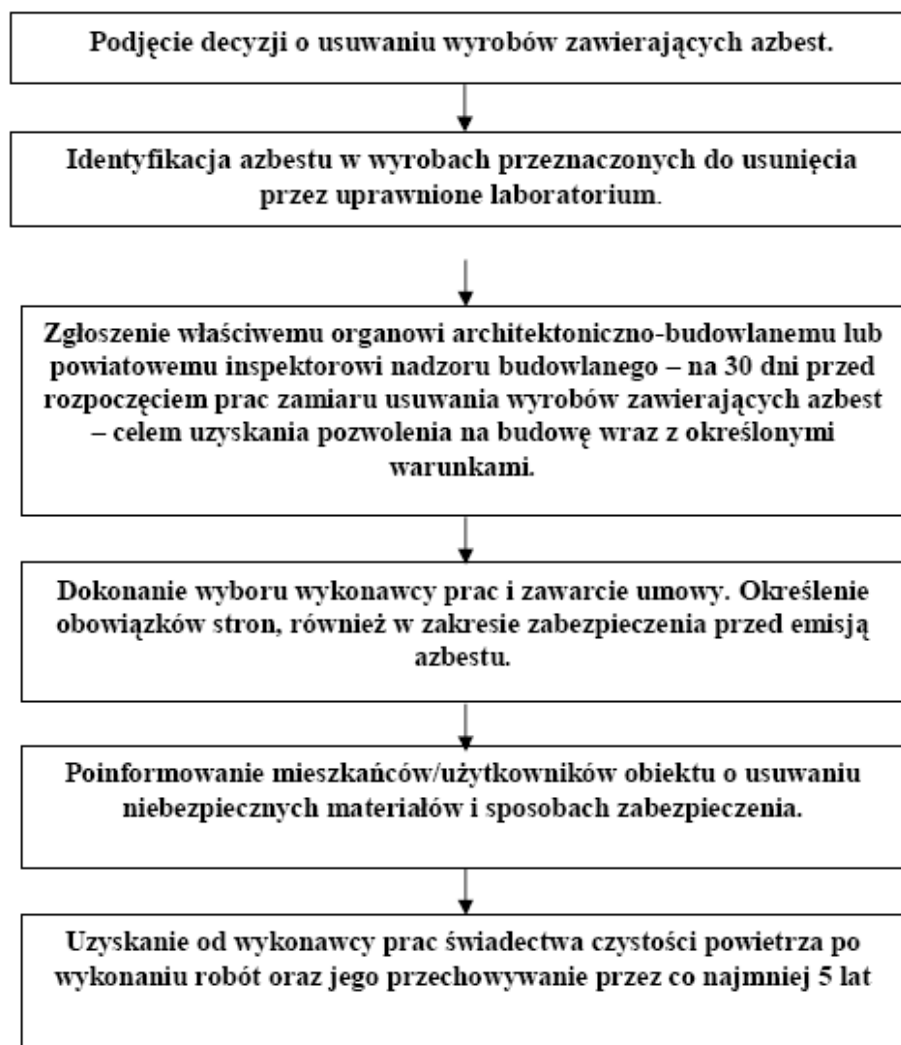 Podjęcie decyzji o usuwaniu wyrobów zawierających azbest.
Identyfikacja azbestu w wyrobach przeznaczonych do usunięcia
przez uprawnione laboratorium.
Zgłoszenie właściwemu organowi architektoniczno-budowlanemu lub
powiatowemu inspektorowi nadzoru budowlanego – na 30 dni przed
rozpoczęciem prac zamiaru usuwania wyrobów zawierających azbest
– celem uzyskania pozwolenia na budowę wraz z określonymi
warunkami.
Dokonanie wyboru wykonawcy prac i zawarcie umowy. Określenie
obowiązków stron, również w zakresie zabezpieczenia przed emisją
azbestu.
Poinformowanie mieszkańców/użytkowników obiektu o usuwaniu
niebezpiecznych materiałów i sposobach zabezpieczenia.
Uzyskanie od wykonawcy prac świadectwa czystości powietrza po
wykonaniu robót oraz jego przechowywanie przez co najmniej 5 lat